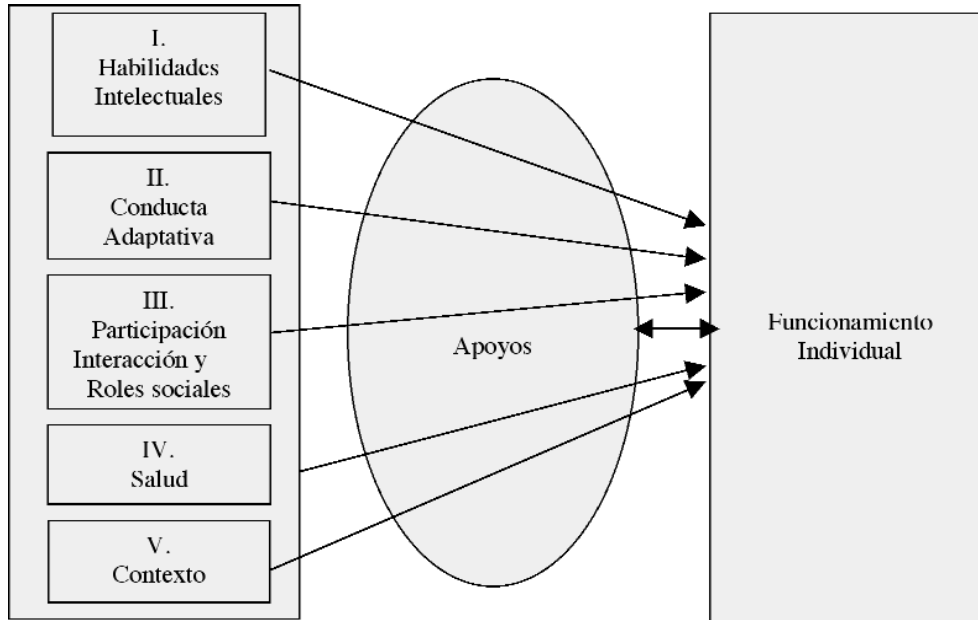 I.
Habilidades
Intelectuales
II.
Conducta
Adaptativa
III.
Participación
Interacción y
Roles sociales
IV.
Salud
V.
Contexto
Apoyos
Funcionamiento
Individual